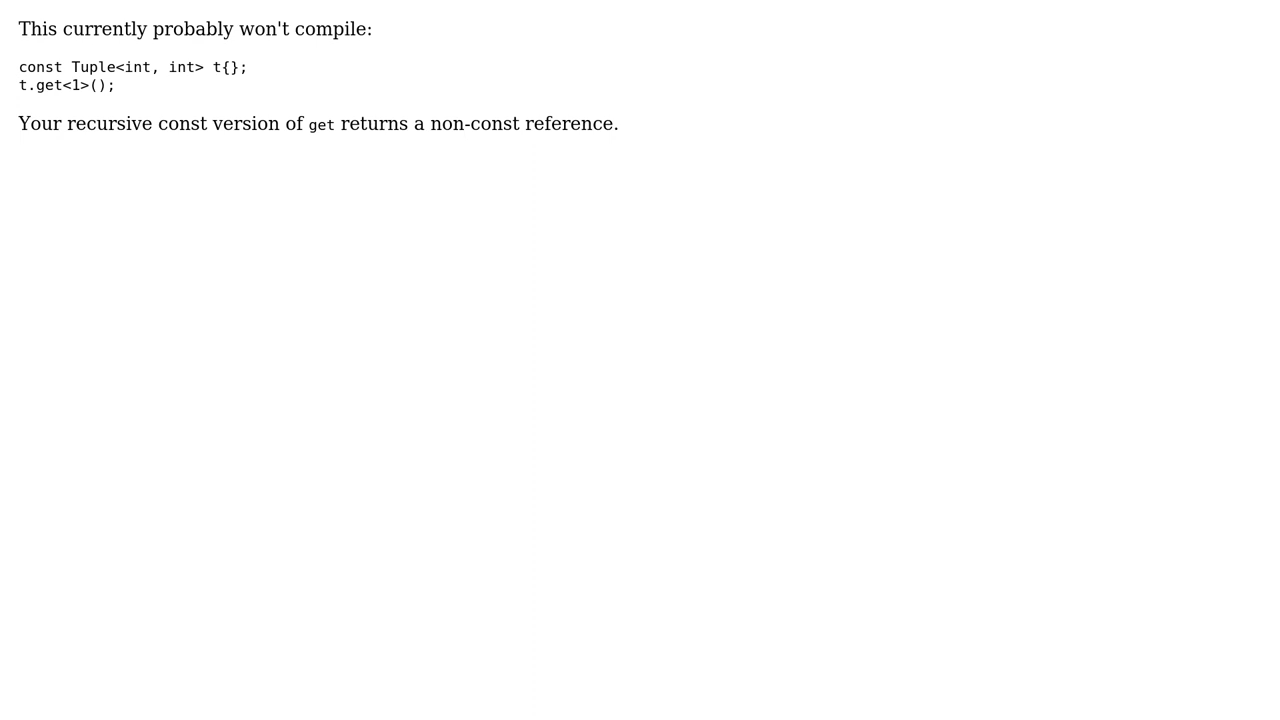 This currently probably won't compile:
const Tuple<int, int> t{};
t.get<1>();
Your recursive const version of get returns a non-const reference.